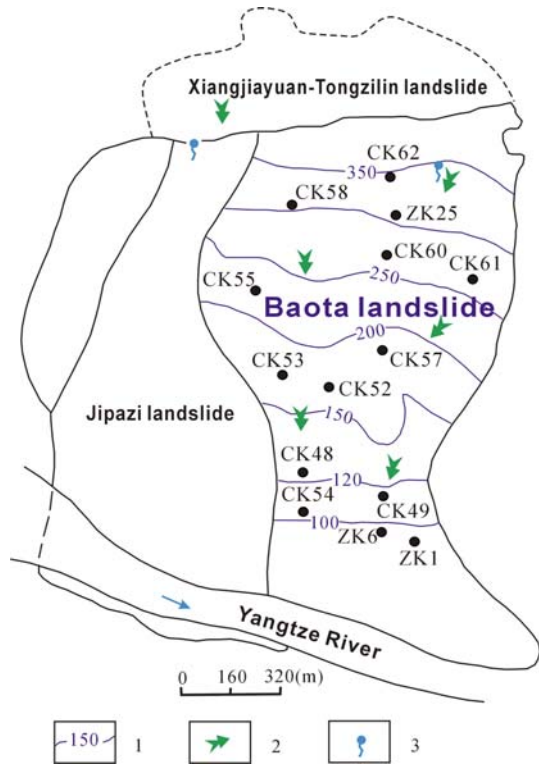 Xiangjiayuan-Tongzilin landslide
CK62
350
CK58
ZK25
CK60
CK61
250
CK55
Baota landslide
200
CK57
CK53
CK52
150
Jipazi landslide
CK48
120
CK54
CK49
100
ZK6
ZK1
Yangtze River
0 160 320(m)
150 1 2 3